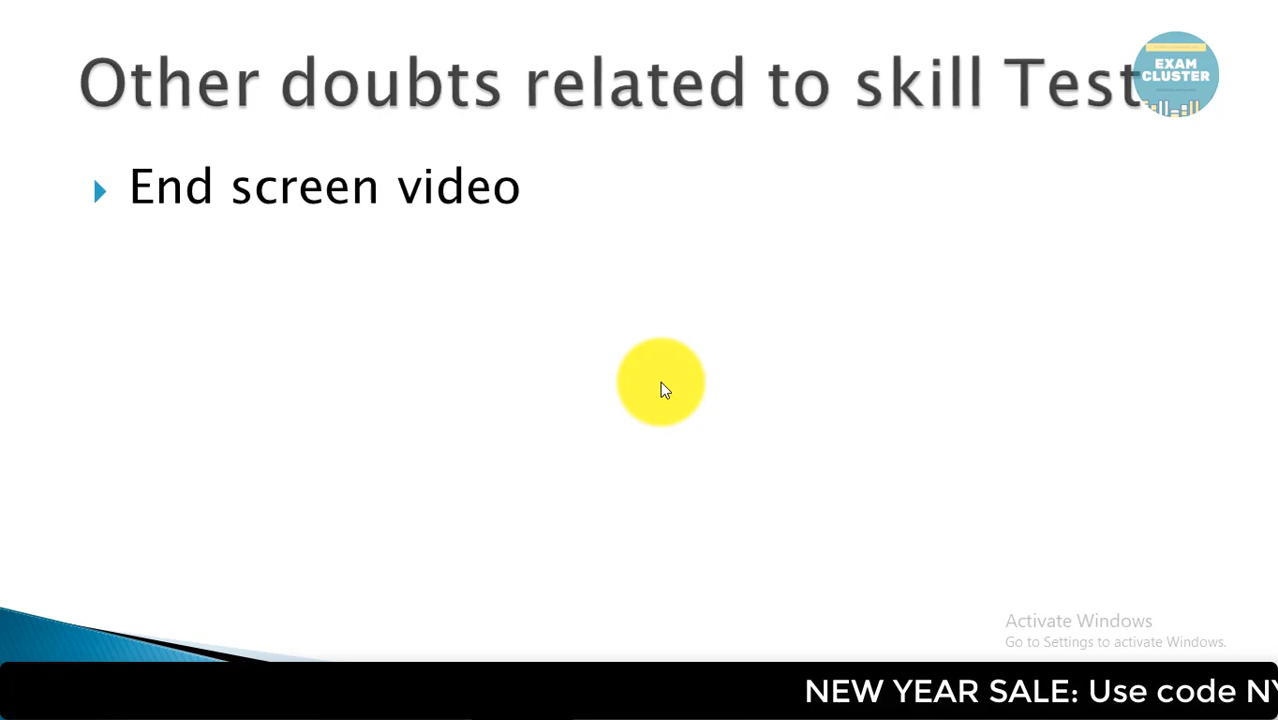 Other doubts related to skill Test
EXAM
CLUSTER
End screen video
Activate Windows
Go to Settings to activate Windows.
NEW YEAR SALE: Use code NY